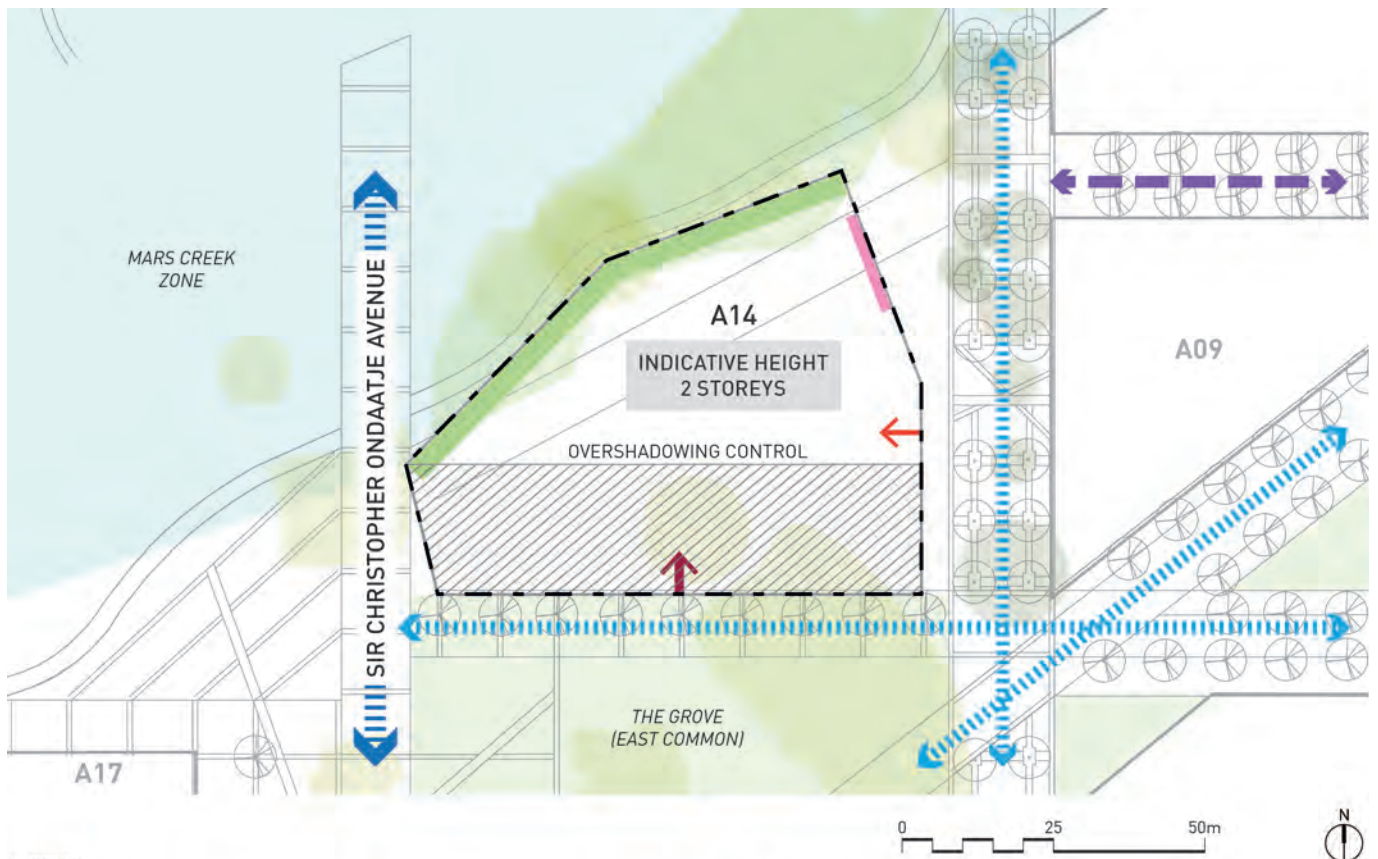 MARS CREEK
ZONE
SIR CHRISTOPHER ONDAATJE AVENUE
A14
INDICATIVE HEIGHT
2 STOREYS
A09
OVERSHADOWING CONTROL
THE GROVE
(EAST COMMON)
A17
0 25 50m
N